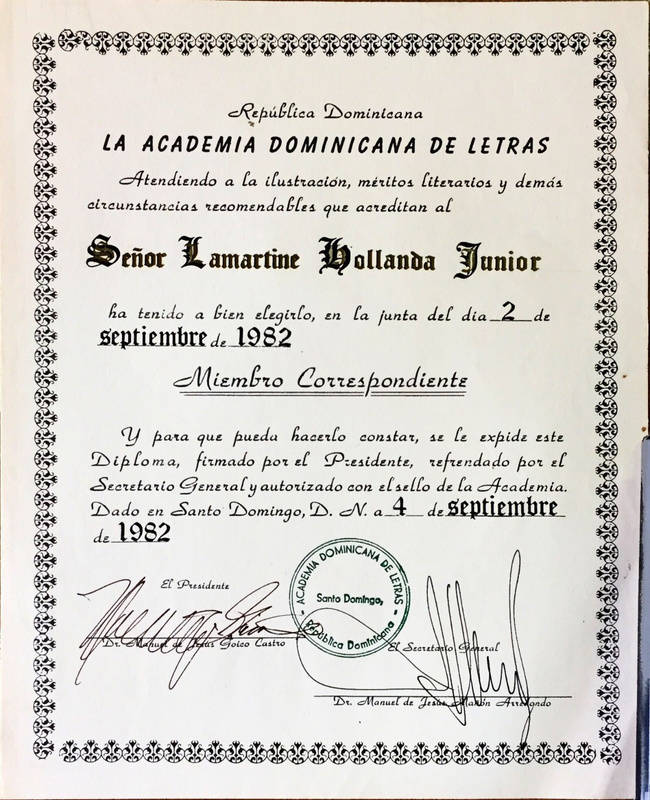 República Dominicana
LA ACADEMIA DOMINICANA DE LETRAS
Atendiendo a la ilustración, méritos literarios y demás
circunstancias recomendables que acreditan al
Señor Lamartine Hollanda Junior
ha tenido a bien elegirlo, en la junta del día 2 de
septiembre de 1982
Miembro Correspondiente
Y para que pueda hacerlo constar, se le expide este
Diploma, firmado por el Presidente, refrendado por el
Secretario General y autorizado con el sello de la Academia.
Dado en Santo Domingo, D. N. a 4 de septiembre
de 1982
ACADEMIA DOMINICANA DE LETRAS
Santo Domingo,
República Dominicana
El Presidente
Dr. Manuel de Jesús Goico Castro
El Secretario General
Dr. Manuel de Jesús Mañón Arredondo